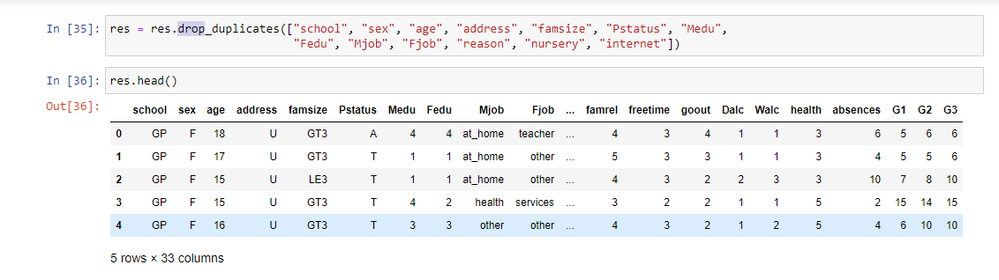 In [35]: res = res.drop_duplicates(["school", "sex", "age", "address", "famsize", "Pstatus", "Medu",
"Fedu", "Mjob", "Fjob", "reason", "nursery", "internet"])
In [36]: res.head()
Out[36]:
school sex age address famsize Pstatus Medu Fedu Mjob Fjob ... famrel freetime goout Dalc Walc health absences G1 G2 G3
0 GP F 18 U GT3 A 4 4 at_home teacher ... 4 3 4 1 1 3 6 5 6 6
1 GP F 17 U GT3 T 1 1 at_home other ... 5 3 3 1 1 3 4 5 5 6
2 GP F 15 U LE3 T 1 1 at_home other ... 4 3 2 2 3 3 10 7 8 10
3 GP F 15 U GT3 T 4 2 health services ... 3 2 2 1 1 5 2 15 14 15
4 GP F 16 U GT3 T 3 3 other other ... 4 3 2 1 2 5 4 6 10 10
5 rows × 33 columns